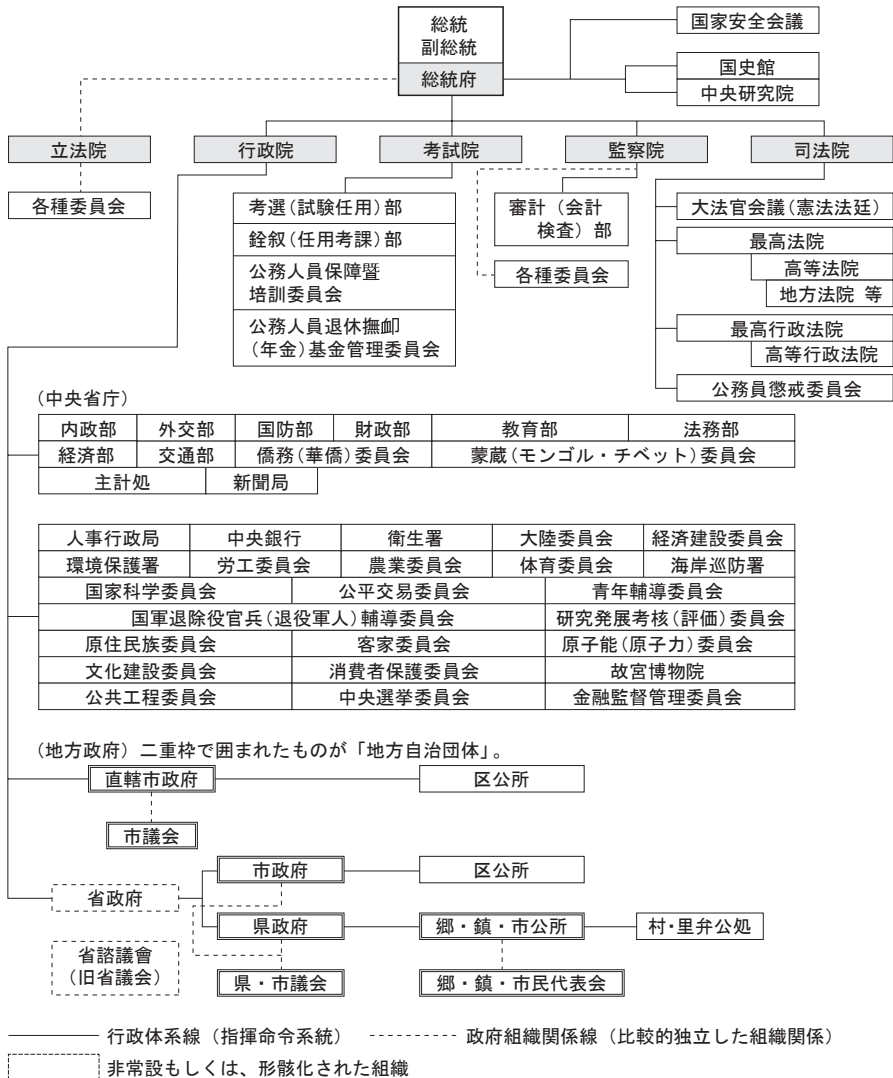 総統
副総統
総統府
国家安全会議
国史館
中央研究院
立法院
行政院
考試院
監察院
司法院
各種委員会
考選(試験任用)部
銓叙(任用考課)部
公務人員保障暨
培訓委員会
公務人員退休撫卹
(年金)基金管理委員会
審計（会計
検査）部
各種委員会
大法官会議(憲法法廷)
最高法院
高等法院
地方法院 等
最高行政法院
高等行政法院
公務員懲戒委員会
(中央省庁)
内政部 外交部 国防部 財政部 教育部 法務部
経済部 交通部 僑務(華僑)委員会 蒙蔵(モンゴル・チベット)委員会
主計処 新聞局
人事行政局 中央銀行 衛生署 大陸委員会 経済建設委員会
環境保護署 労工委員会 農業委員会 体育委員会 海岸巡防署
国家科学委員会 公平交易委員会 青年輔導委員会
国軍退除役官兵(退役軍人)輔導委員会 研究発展考核(評価)委員会
原住民族委員会 客家委員会 原子能(原子力)委員会
文化建設委員会 消費者保護委員会 故宮博物院
公共工程委員会 中央選挙委員会 金融監督管理委員会
(地方政府) 二重枠で囲まれたものが「地方自治団体」。
直轄市政府 区公所
市議会
市政府 区公所
省政府
県政府 郷・鎮・市公所 村・里弁公処
省諮議會
(旧省議会)
県・市議会 郷・鎮・市民代表会
行政体系線（指揮命令系統） 政府組織関係線（比較的独立した組織関係）
非常設もしくは、形骸化された組織